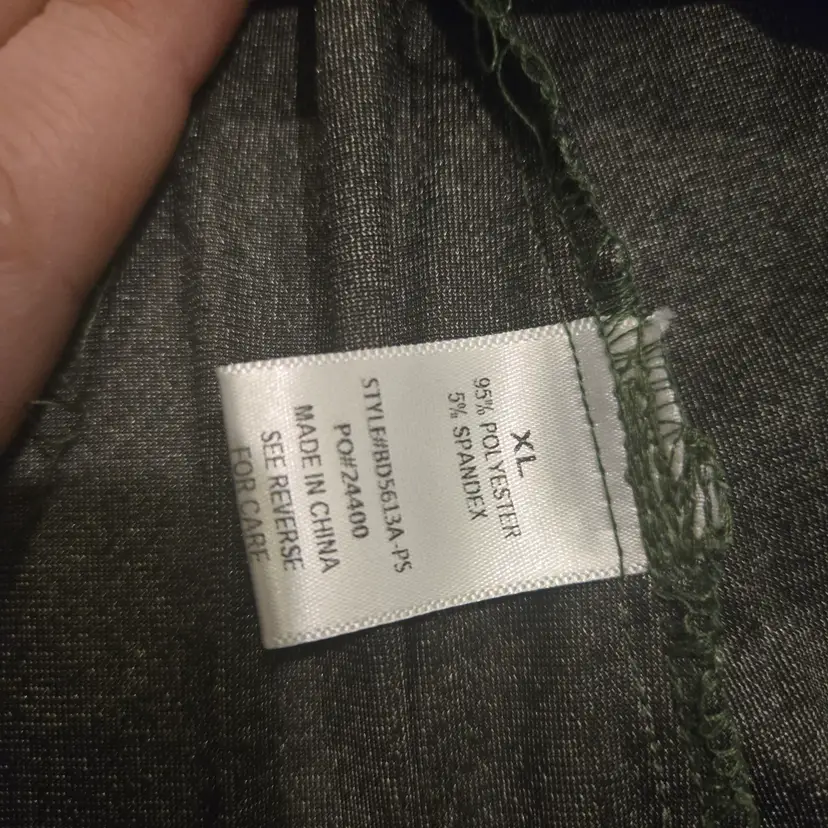 XL
95% POLYESTER
5% SPANDEX
STYLE#BD5613A-PS
PO#24400
MADE IN CHINA
SEE REVERSE
FOR CARE